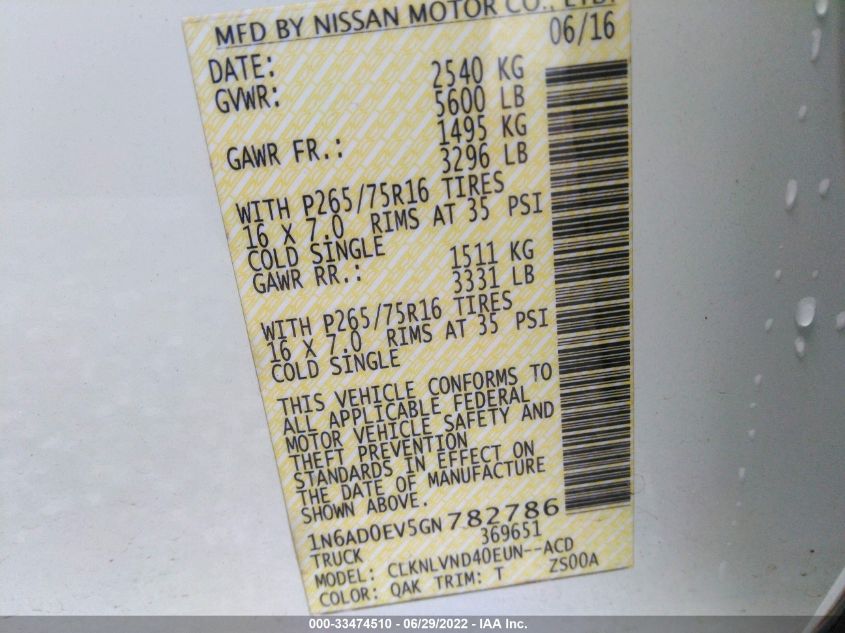 MFD BY NISSAN MOTOR CO., LTD.
DATE: 06/16
GVWR: 2540 KG
5600 LB
GAWR FR.: 1495 KG
3296 LB
WITH P265/75R16 TIRES
16 X 7.0 RIMS AT 35 PSI
COLD SINGLE
GAWR RR.: 1511 KG
3331 LB
WITH P265/75R16 TIRES
16 X 7.0 RIMS AT 35 PSI
COLD SINGLE
THIS VEHICLE CONFORMS TO
ALL APPLICABLE FEDERAL
MOTOR VEHICLE SAFETY AND
THEFT PREVENTION
STANDARDS IN EFFECT ON
THE DATE OF MANUFACTURE
SHOWN ABOVE.
1N6AD0EV5GN782786
TRUCK 369651
MODEL: CLKNLVND40EUN--ACD
COLOR: QAK TRIM: T ZS00A
000-33474510 - 06/29/2022 - IAA Inc.